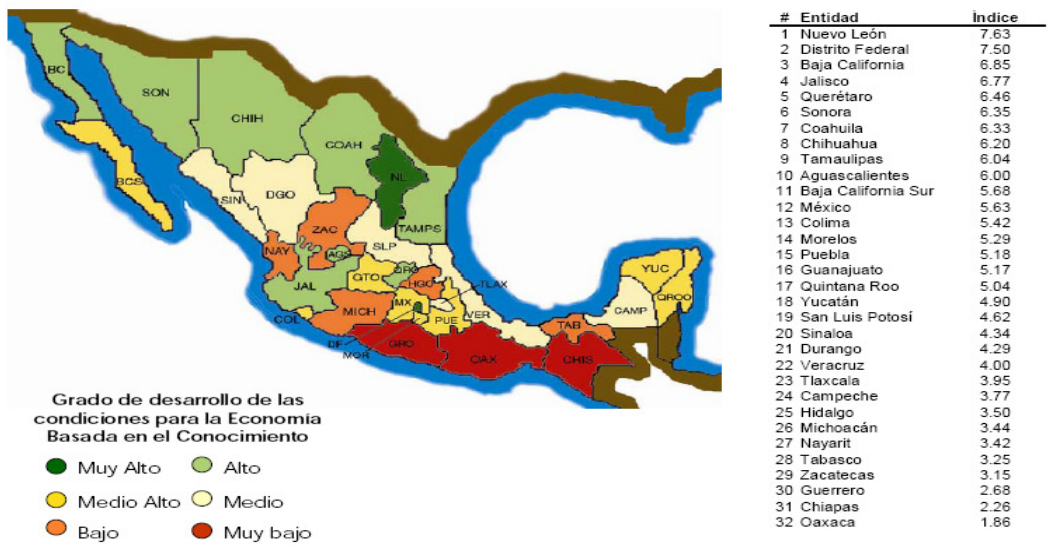 BC
SON
CHIH
COAH
BCS
NL
SIN
DGO
TAMPS
ZAC
NAY
SLP
AGS
YUC
GTO
QRO
HGO
TLAX
QROO
JAL
MX
CAMP
COL
MICH
PUE
VER
TAB
DF
MOR
GRO
OAX
CHIS
Grado de desarrollo de las
condiciones para la Economía
Basada en el Conocimiento
Muy Alto Alto
Medio Alto Medio
Bajo Muy bajo
# Entidad Índice
1 Nuevo León 7.63
2 Distrito Federal 7.50
3 Baja California 6.85
4 Jalisco 6.77
5 Querétaro 6.46
6 Sonora 6.35
7 Coahuila 6.33
8 Chihuahua 6.20
9 Tamaulipas 6.04
10 Aguascalientes 6.00
11 Baja California Sur 5.68
12 México 5.63
13 Colima 5.42
14 Morelos 5.29
15 Puebla 5.18
16 Guanajuato 5.17
17 Quintana Roo 5.04
18 Yucatán 4.90
19 San Luis Potosí 4.62
20 Sinaloa 4.34
21 Durango 4.29
22 Veracruz 4.00
23 Tlaxcala 3.95
24 Campeche 3.77
25 Hidalgo 3.50
26 Michoacán 3.44
27 Nayarit 3.42
28 Tabasco 3.25
29 Zacatecas 3.15
30 Guerrero 2.68
31 Chiapas 2.26
32 Oaxaca 1.86